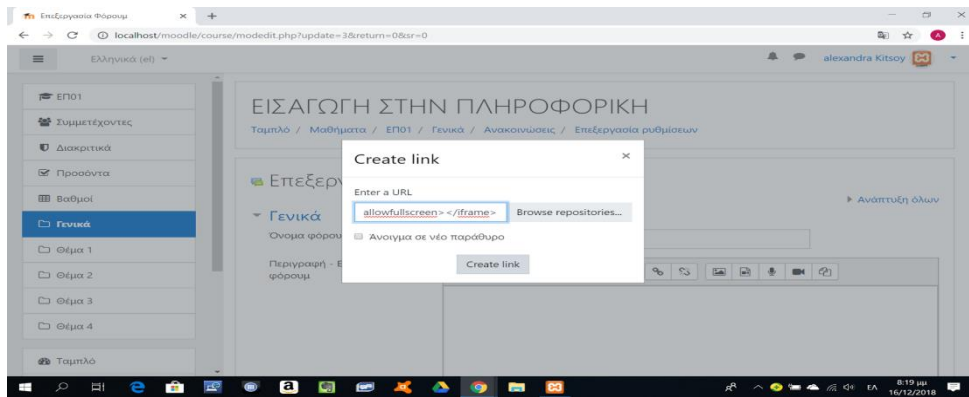 Επεξεργασία Φόρουμ
localhost/moodle/course/modedit.php?update=3&return=0&sr=0
Ελληνικά (el)
alexandra Kitsoy
ΕΠ01
Συμμετέχοντες
Διακριτικά
Προσόντα
Βαθμοί
Γενικά
Θέμα 1
Θέμα 2
Θέμα 3
Θέμα 4
Ταμπλό
ΕΙΣΑΓΩΓΗ ΣΤΗΝ ΠΛΗΡΟΦΟΡΙΚΗ
Ταμπλό / Μαθήματα / ΕΠ01 / Γενικά / Ανακοινώσεις / Επεξεργασία ρυθμίσεων
Επεξεργ
Ανάπτυξη όλων
Γενικά
Όνομα φόρου
Περιγραφή - Ε
φόρουμ
Create link
Enter a URL
allowfullscreen></iframe>
Browse repositories...
Άνοιγμα σε νέο παράθυρο
Create link
ΕΛ
8:19 μμ
16/12/2018